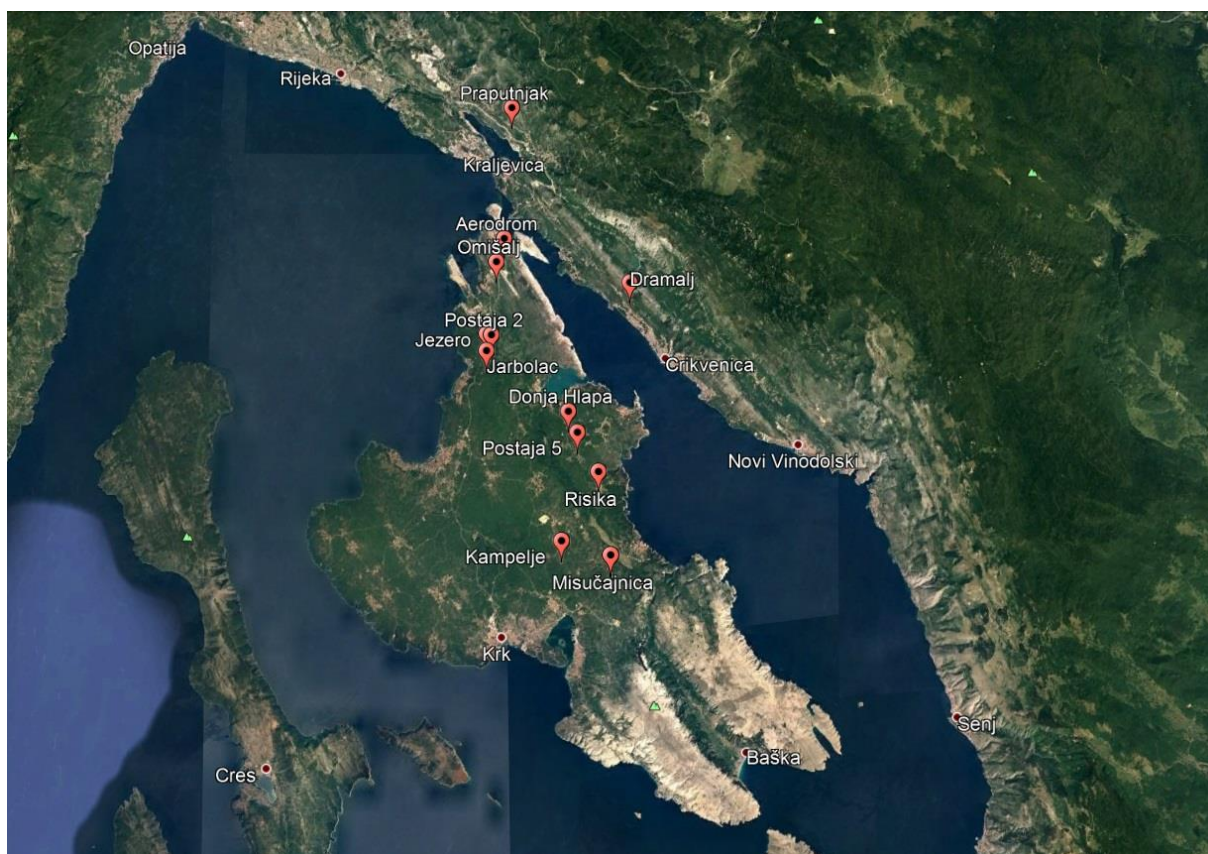 Opatija
Rijeka
Praputnjak
Kraljevica
Aerodrom
Omišalj
Dramalj
Postaja 2
Jezero
Jarbolac
Crikvenica
Donja Hlapa
Postaja 5
Novi Vinodolski
Risika
Kampelje
Misučajnica
Krk
Senj
Baška
Cres